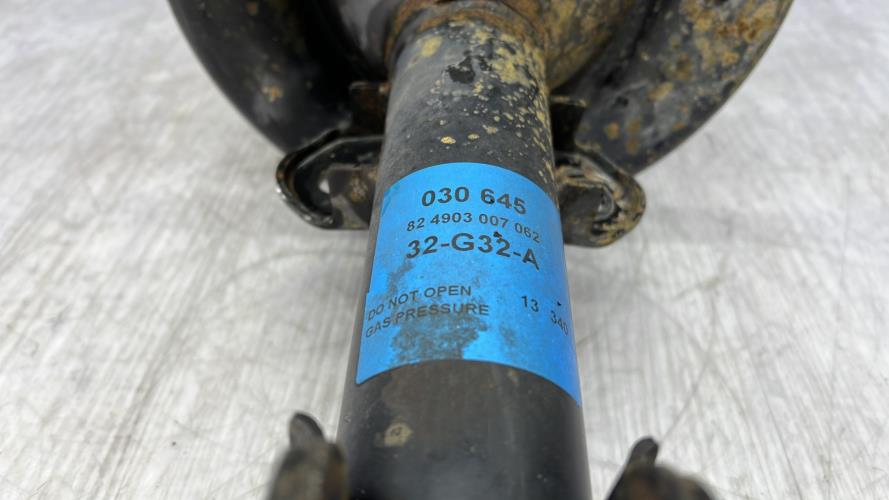 030 645
82 4903 007 062
32-G32-A
DO NOT OPEN 13 340
GAS PRESSURE